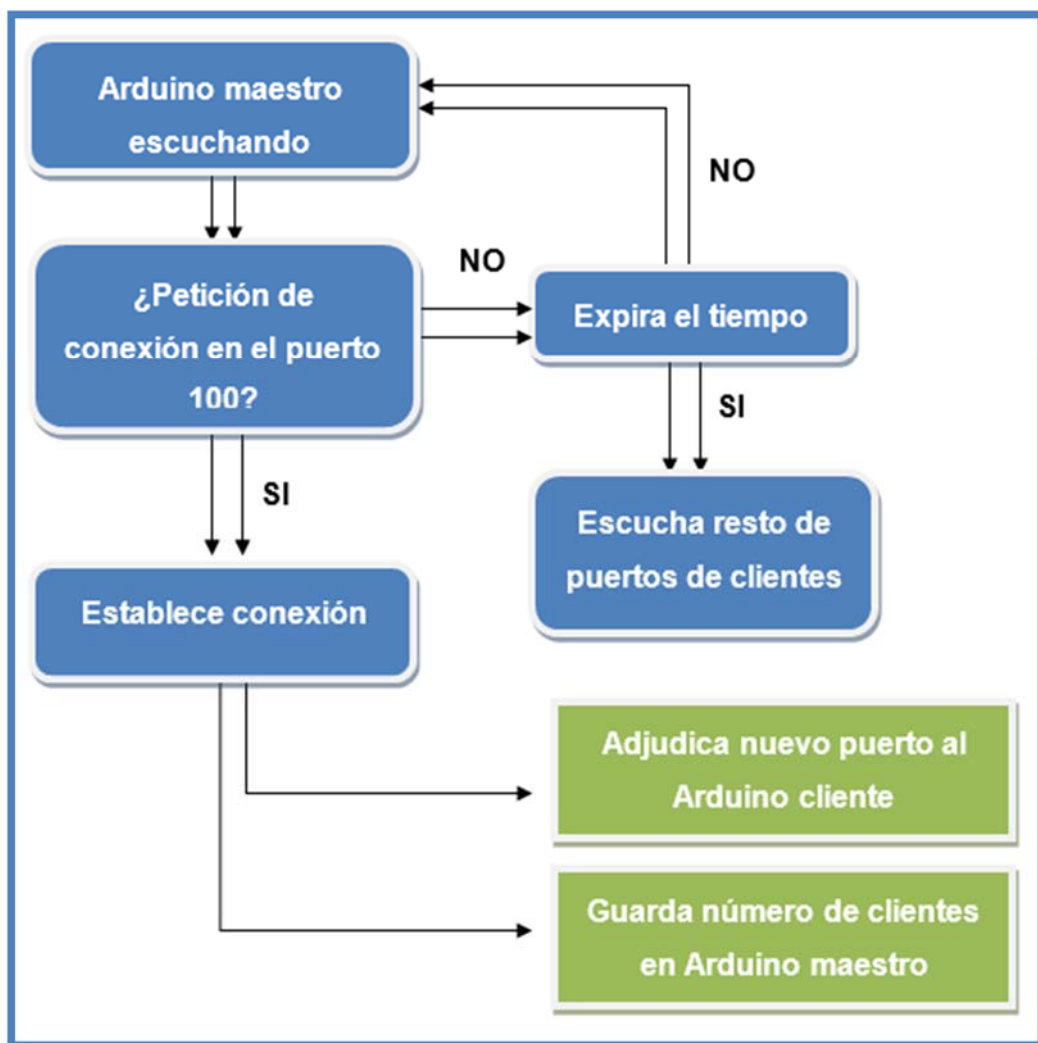 Arduino maestro
escuchando
NO
¿Petición de
conexión en el puerto
100?
NO
Expira el tiempo
SI
SI
Escucha resto de
puertos de clientes
Establece conexión
Adjudica nuevo puerto al
Arduino cliente
Guarda número de clientes
en Arduino maestro